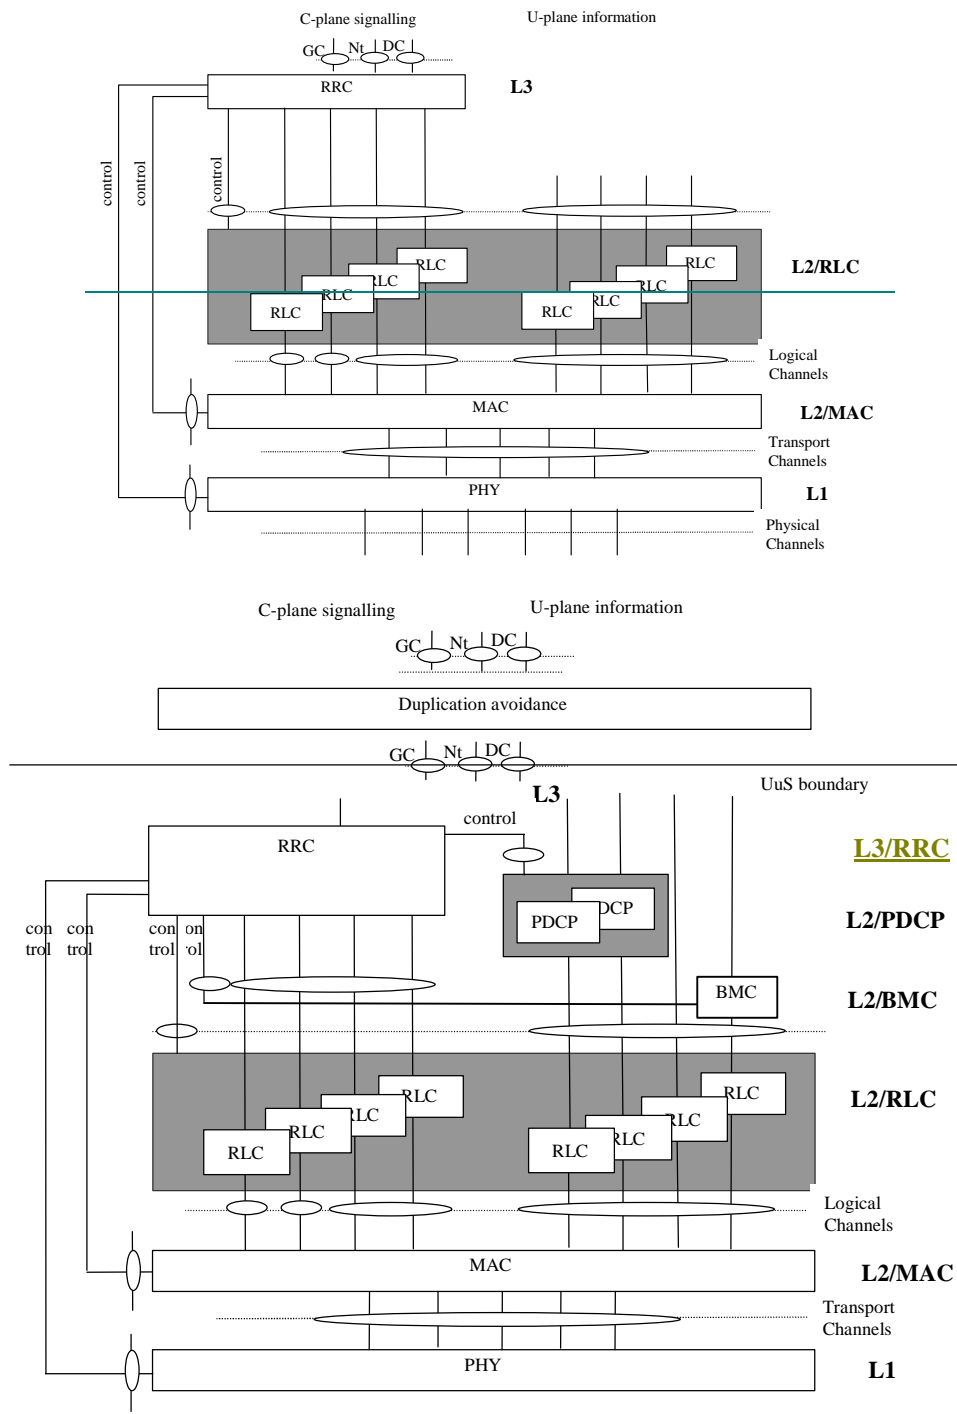 C-plane signalling
U-plane information
GC
Nt
DC
RRC
L3
control
control
control
RLC
L2/RLC
RLC
RLC
RLC
RLC
RLC
RLC
RLC
Logical
Channels
MAC
L2/MAC
Transport
Channels
PHY
L1
Physical
Channels
C-plane signalling
U-plane information
GC
Nt
DC
Duplication avoidance
GC
Nt
DC
UuS boundary
L3
control
RRC
L3/RRC
PDCP
DCP
L2/PDCP
con
trol
con
trol
con
trol
on
rol
BMC
L2/BMC
RLC
RLC
L2/RLC
RLC
RLC
RLC
RLC
RLC
RLC
Logical
Channels
MAC
L2/MAC
Transport
Channels
PHY
L1